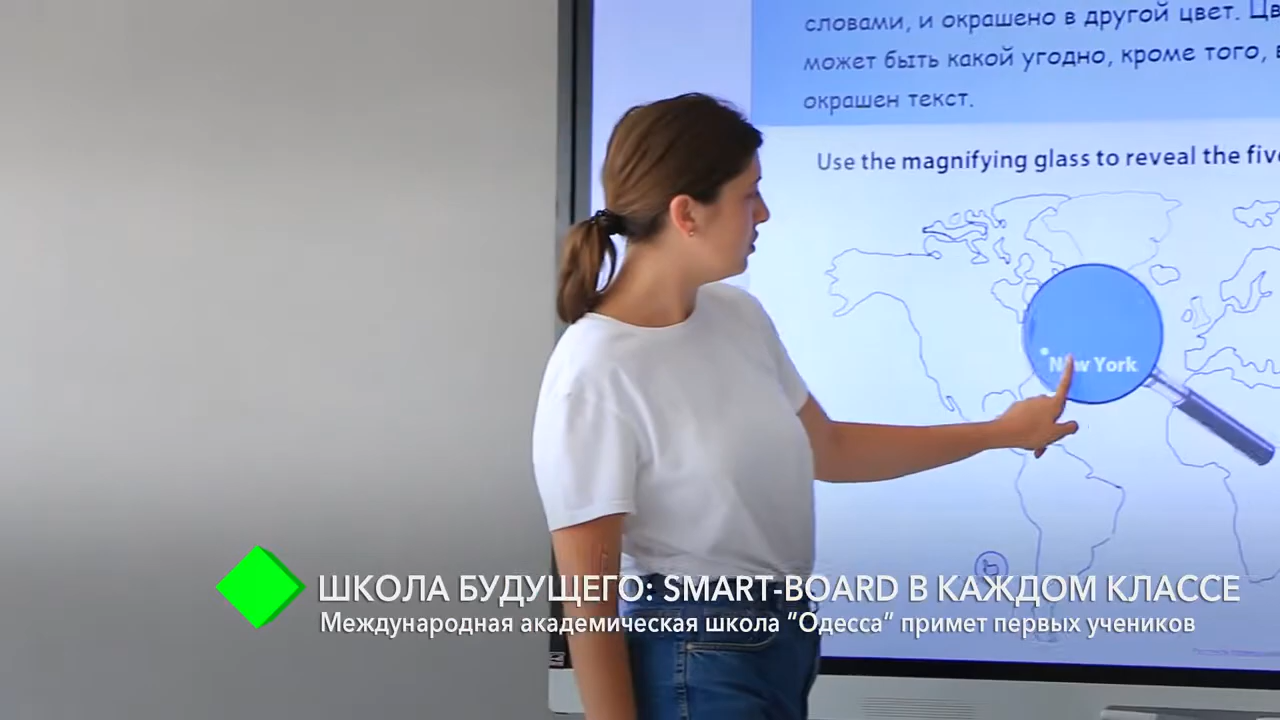 словами, и окрашено в другой цвет.
может быть какой угодно, кроме того,
окрашен текст.
Use the magnifying glass to reveal the five
New York
ШКОЛА БУДУЩЕГО: SMART-BOARD В КАЖДОМ КЛАССЕ
Международная академическая школа “Одесса” примет первых учеников